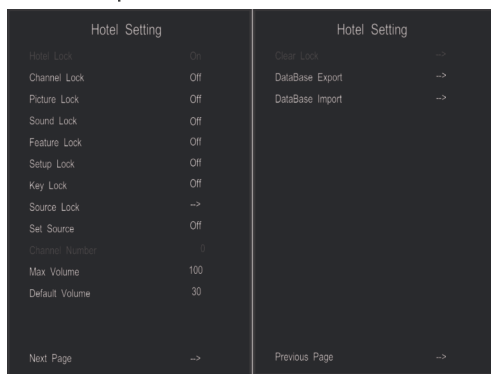 Hotel Setting
Hotel Lock On
Channel Lock Off
Picture Lock Off
Sound Lock Off
Feature Lock Off
Setup Lock Off
Key Lock Off
Source Lock -->
Set Source Off
Channel Number 0
Max Volume 100
Default Volume 30
Next Page -->
Hotel Setting
Clear Lock -->
DataBase Export -->
DataBase Import -->
Previous Page -->